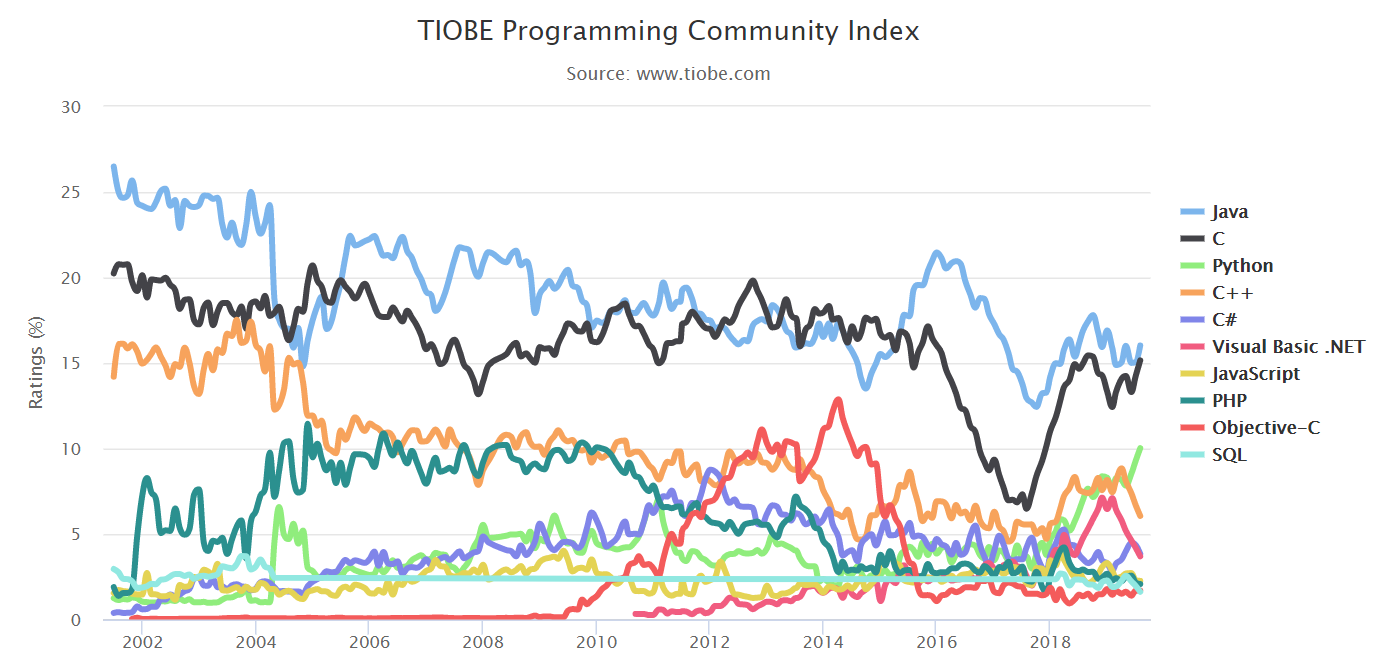 TIOBE Programming Community Index
Source: www.tiobe.com
Ratings (%)
30
25
20
15
10
5
0
2002 2004 2006 2008 2010 2012 2014 2016 2018
Java
C
Python
C++
C#
Visual Basic .NET
JavaScript
PHP
Objective-C
SQL